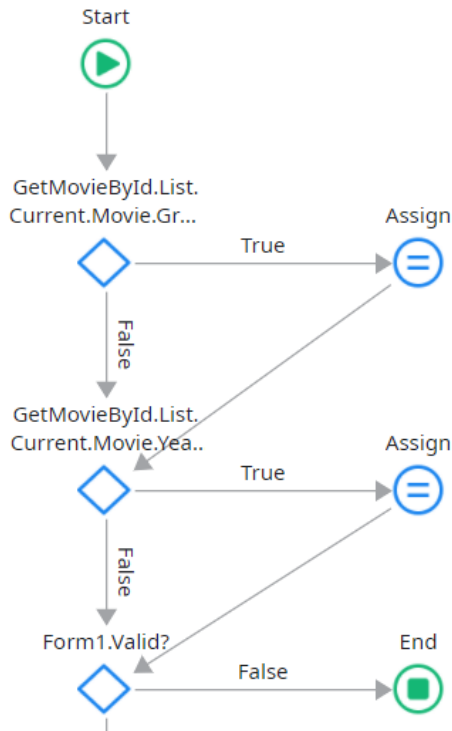 Start
GetMovieById.List.
Current.Movie.Gr...
Assign
True
False
GetMovieById.List.
Current.Movie.Yea..
Assign
True
False
Form1.Valid?
End
False